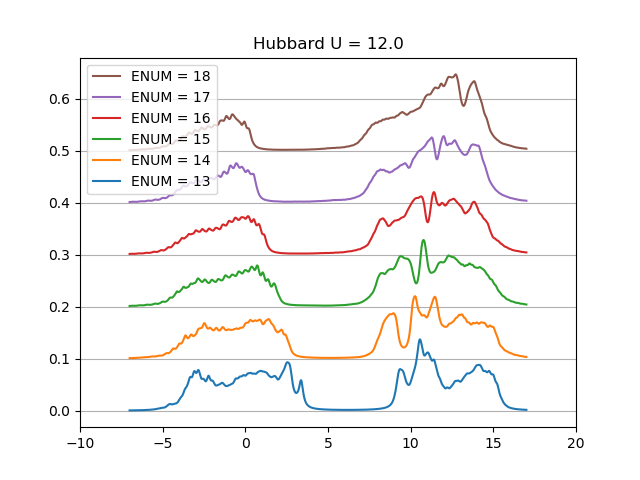 Hubbard U = 12.0
ENUM = 18
ENUM = 17
ENUM = 16
ENUM = 15
ENUM = 14
ENUM = 13
0.6
0.5
0.4
0.3
0.2
0.1
0.0
−10 −5 0 5 10 15 20